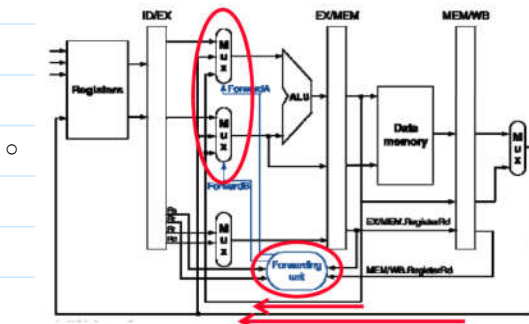 ID/EX
EX/MEM
MEM/WB
Registers
M
u
x
ForwardA
ALU
M
u
x
Data
memory
M
u
x
ForwardB
Rs
Rt
Rt
Rd
M
u
x
EX/MEM.RegisterRd
Forwarding
unit
MEM/WB.RegisterRd